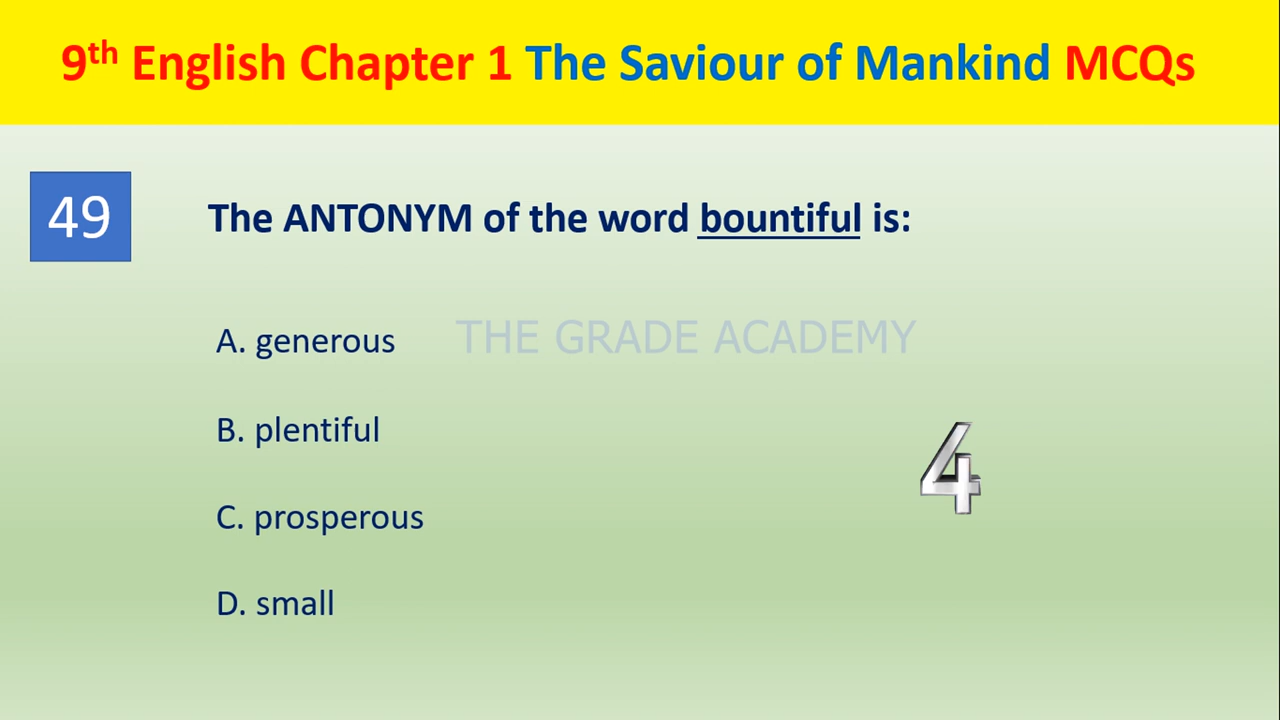 9th English Chapter 1 The Saviour of Mankind MCQs
49
The ANTONYM of the word bountiful is:
A. generous
THE GRADE ACADEMY
B. plentiful
4
C. prosperous
D. small